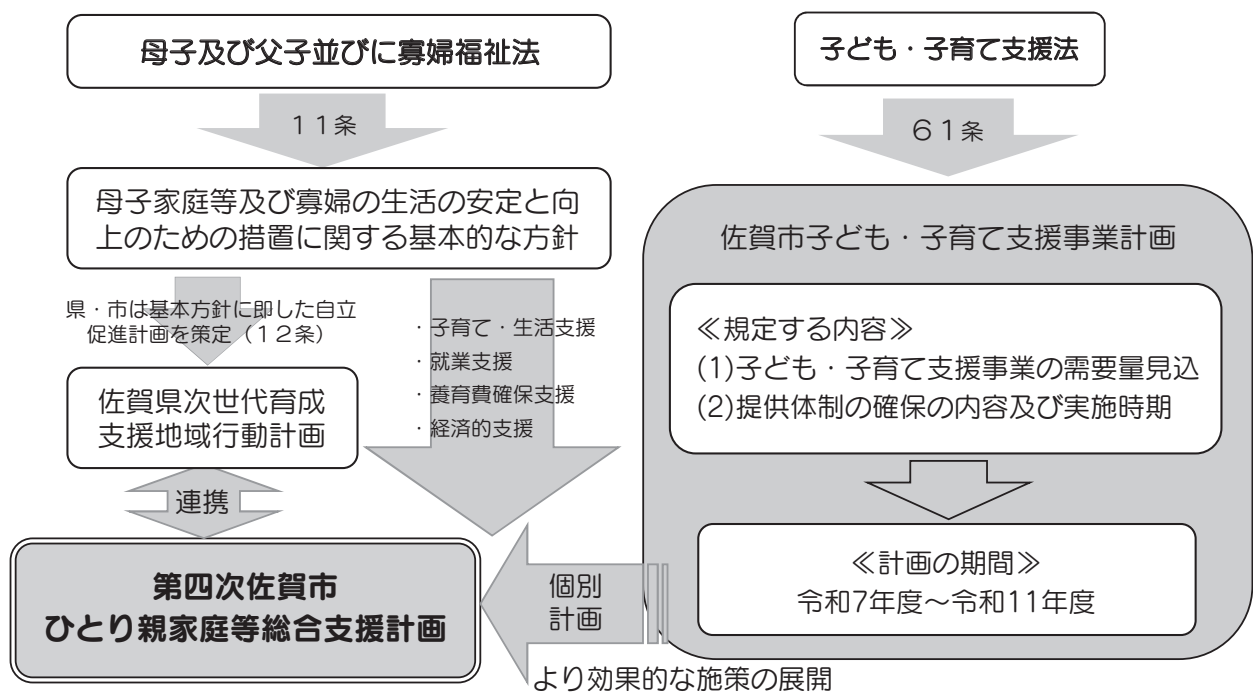 母子及び父子並びに寡婦福祉法
11条
母子家庭等及び寡婦の生活の安定と向
上のための措置に関する基本的な方針
県・市は基本方針に即した自立
促進計画を策定（12条）
・子育て・生活支援
・就業支援
・養育費確保支援
・経済的支援
佐賀県次世代育成
支援地域行動計画
連携
第四次佐賀市
ひとり親家庭等総合支援計画
子ども・子育て支援法
61条
佐賀市子ども・子育て支援事業計画
≪規定する内容≫
(1)子ども・子育て支援事業の需要量見込
(2)提供体制の確保の内容及び実施時期
≪計画の期間≫
令和7年度～令和11年度
個別
計画
より効果的な施策の展開